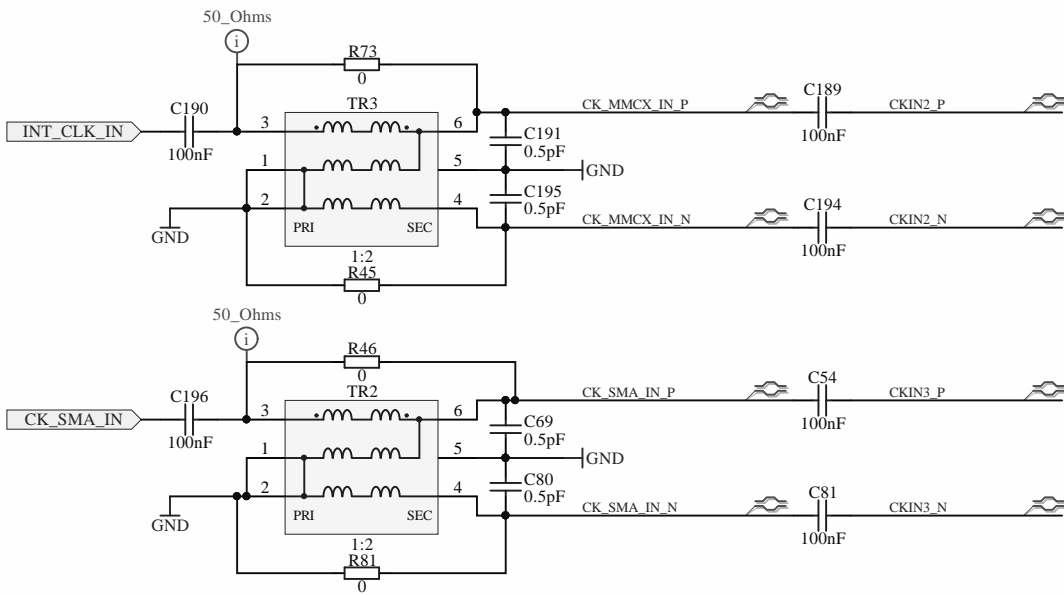 50_Ohms
i
R73
0
C190
INT_CLK_IN
100nF
TR3
3
6
1
5
2
4
PRI
SEC
GND
1:2
R45
0
CK_MMCX_IN_P
C191
0.5pF
GND
C195
0.5pF
CK_MMCX_IN_N
C189
100nF
CKIN2_P
C194
100nF
CKIN2_N
50_Ohms
i
R46
0
C196
CK_SMA_IN
100nF
TR2
3
6
1
5
2
4
PRI
SEC
GND
1:2
R81
0
CK_SMA_IN_P
C69
0.5pF
GND
C80
0.5pF
CK_SMA_IN_N
C54
100nF
CKIN3_P
C81
100nF
CKIN3_N